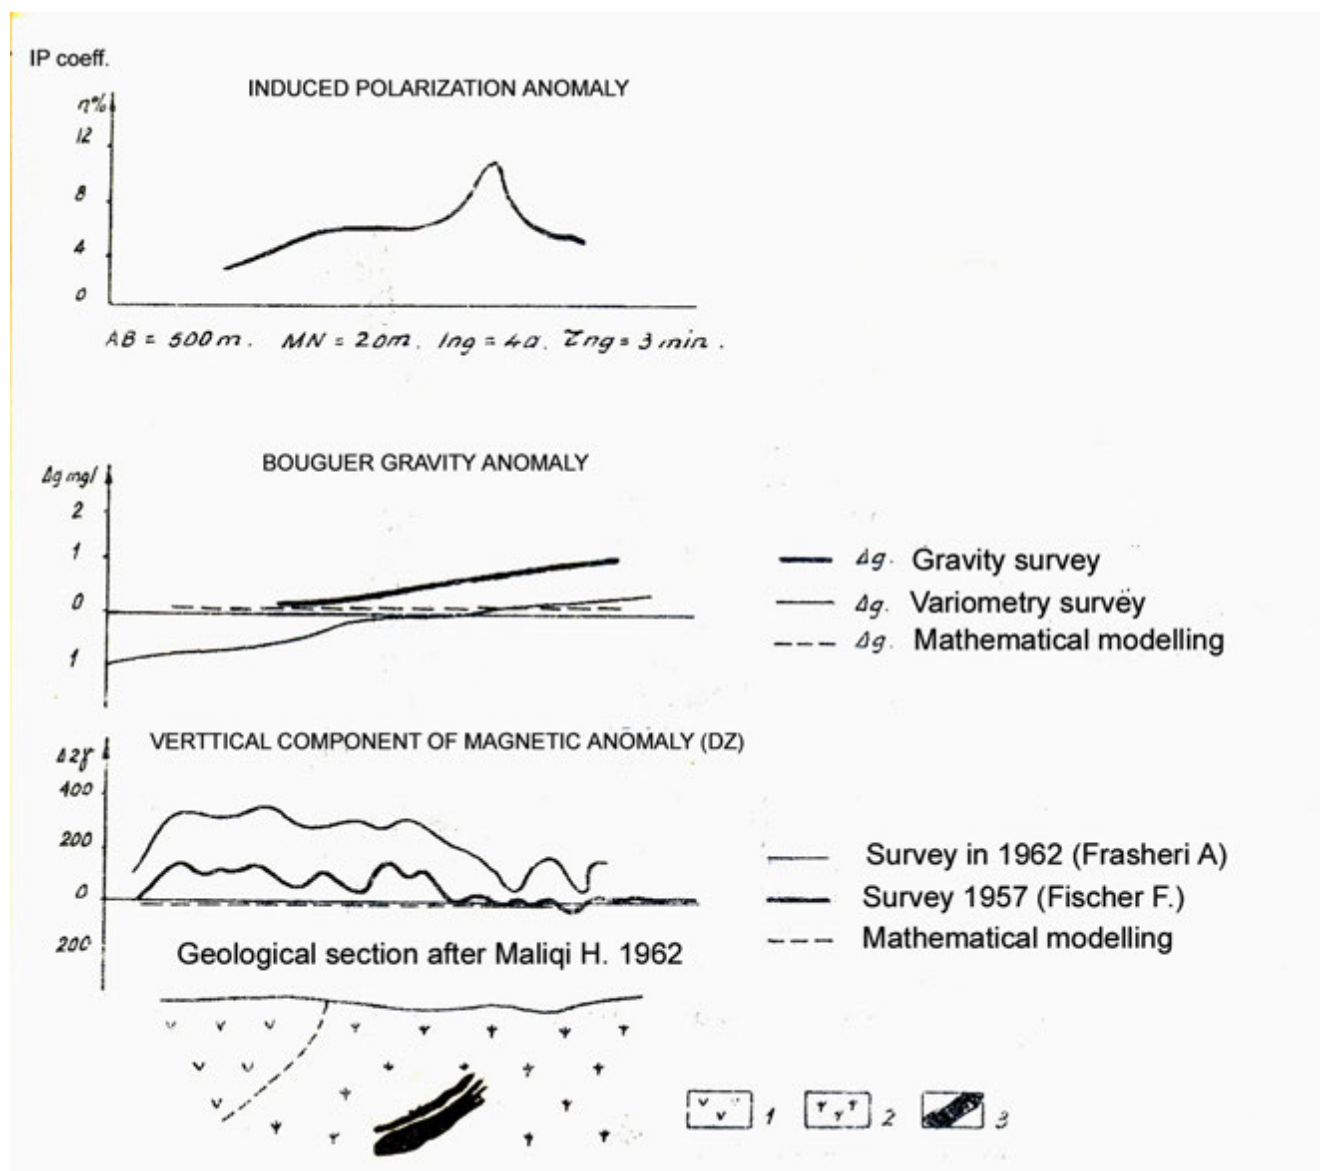 IP coeff.
INDUCED POLARIZATION ANOMALY
η%
12
8
4
0
AB = 500m. MN = 20m. Ing = 4a. τng = 3 min.
BOUGUER GRAVITY ANOMALY
Δg mgl
2
1
0
1
Δg. Gravity survey
Δg. Variometry survey
Δg. Mathematical modelling
VERTTICAL COMPONENT OF MAGNETIC ANOMALY (DZ)
ΔZγ
400
200
0
200
Survey in 1962 (Frasheri A)
Survey 1957 (Fischer F.)
Mathematical modelling
Geological section after Maliqi H. 1962
1
2
3